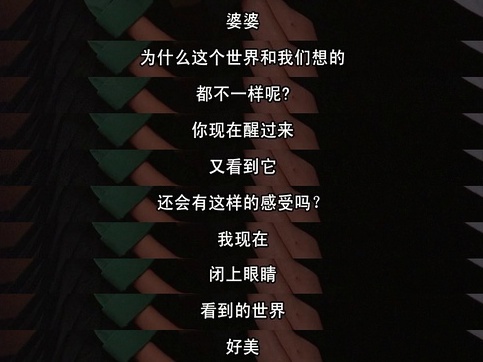 婆婆
为什么这个世界和我们想的
都不一样呢?
你现在醒过来
又看到它
还会有这样的感受吗?
我现在
闭上眼睛
看到的世界
好美